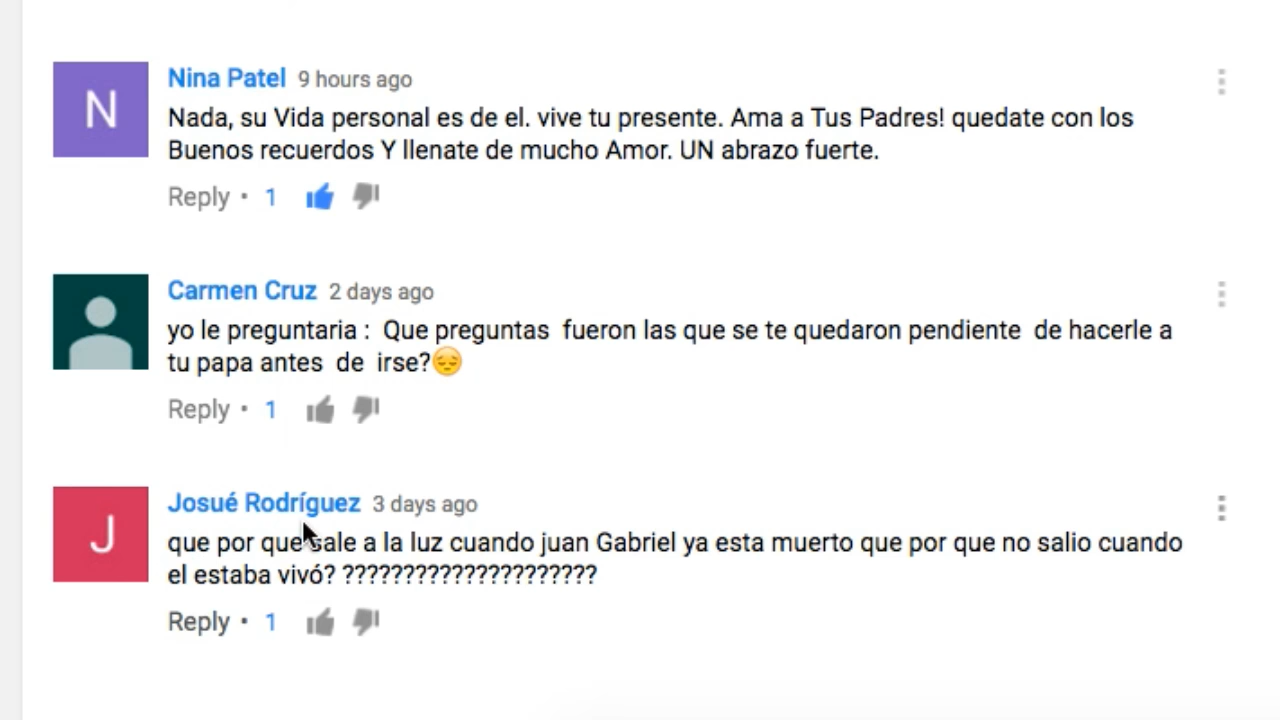 N
Nina Patel 9 hours ago
Nada, su Vida personal es de el. vive tu presente. Ama a Tus Padres! quedate con los
Buenos recuerdos Y llenate de mucho Amor. UN abrazo fuerte.
Reply • 1
Carmen Cruz 2 days ago
yo le preguntaria : Que preguntas fueron las que se te quedaron pendiente de hacerle a
tu papa antes de irse?😔
Reply • 1
J
Josué Rodríguez 3 days ago
que por que sale a la luz cuando juan Gabriel ya esta muerto que por que no salio cuando
el estaba vivó? ?????????????????????
Reply • 1